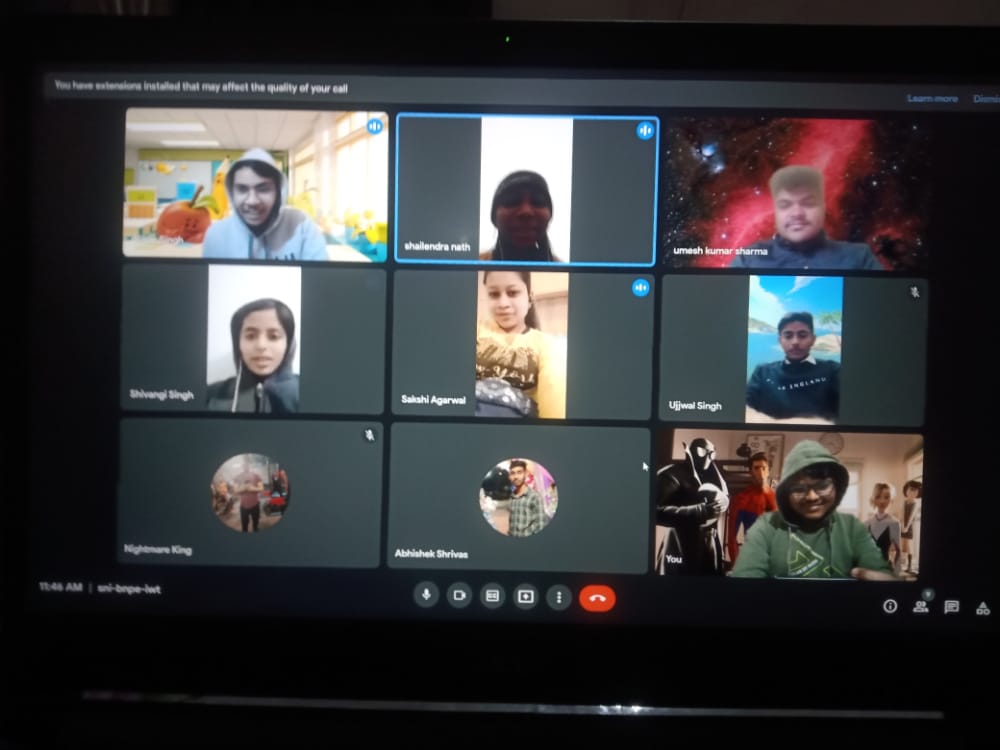 You have extensions installed that may affect the quality of your call
Learn more
shailendra nath
umesh kumar sharma
Shivangi Singh
Sakshi Agarwal
Ujjwal Singh
ENGLAND
Nightmare King
Abhishek Shrivas
You
11:46 AM | sni-bnpe-iwt
9